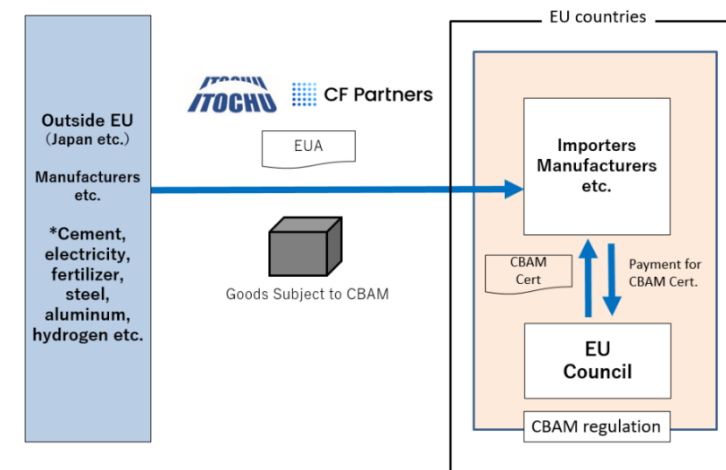 EU countries
Outside EU
(Japan etc.)
Manufacturers
etc.
*Cement,
electricity,
fertilizer,
steel,
aluminum,
hydrogen etc.
ITOCHU
ITOCHU
CF Partners
EUA
Goods Subject to CBAM
Importers
Manufacturers
etc.
CBAM
Cert
Payment for
CBAM Cert.
EU
Council
CBAM regulation